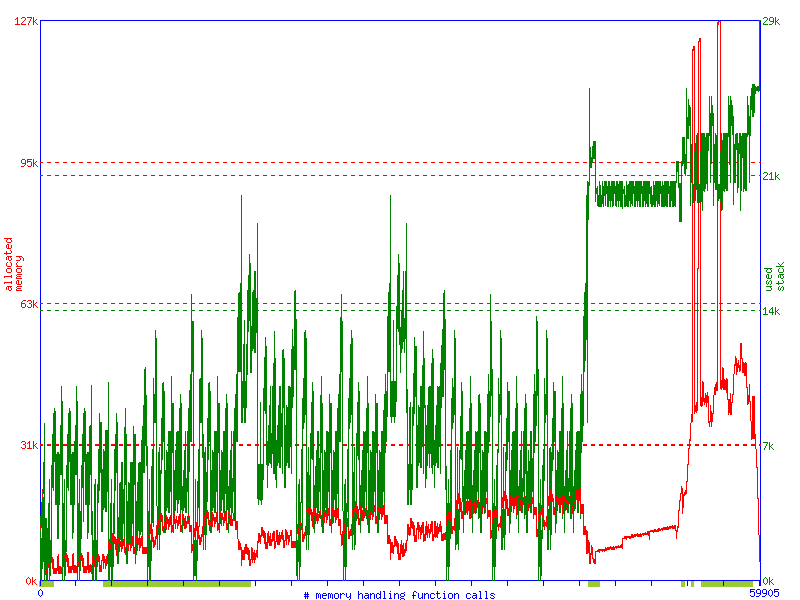 127k
29k
95k
21k
allocated
memory
used
stack
63k
14k
31k
7k
0k
0k
0
# memory handling function calls
59905